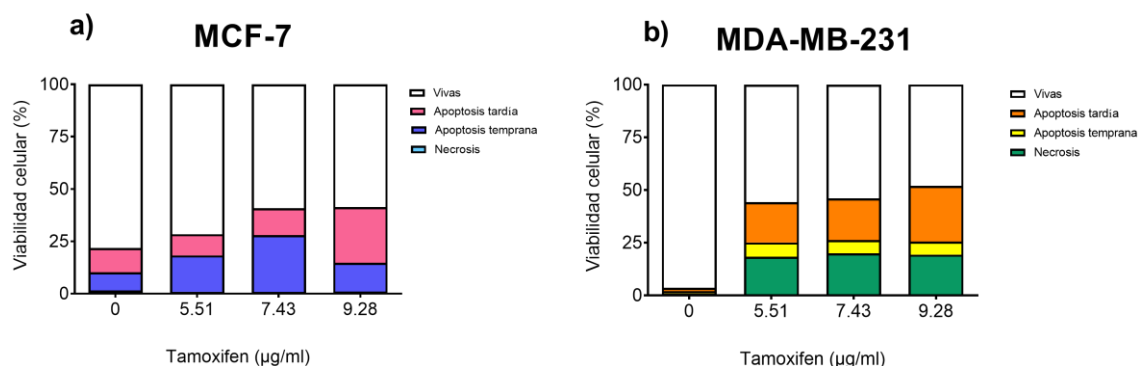 a)
MCF-7
Viabilidad celular (%)
100
75
50
25
0
0 5.51 7.43 9.28
Tamoxifen (µg/ml)
Vivas
Apoptosis tardía
Apoptosis temprana
Necrosis
b)
MDA-MB-231
Viabilidad celular (%)
100
75
50
25
0
0 5.51 7.43 9.28
Tamoxifen (µg/ml)
Vivas
Apoptosis tardía
Apoptosis temprana
Necrosis